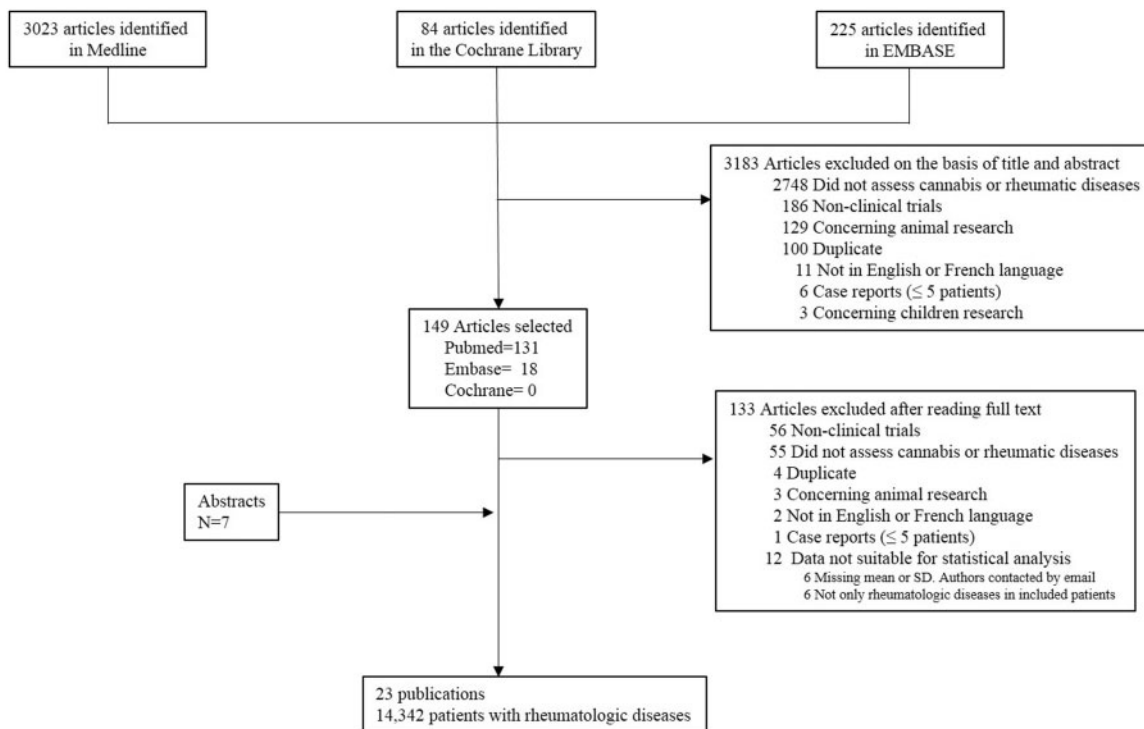 3023 articles identified
in Medline
84 articles identified
in the Cochrane Library
225 articles identified
in EMBASE
3183 Articles excluded on the basis of title and abstract
2748 Did not assess cannabis or rheumatic diseases
186 Non-clinical trials
129 Concerning animal research
100 Duplicate
11 Not in English or French language
6 Case reports (≤ 5 patients)
3 Concerning children research
149 Articles selected
Pubmed=131
Embase= 18
Cochrane= 0
133 Articles excluded after reading full text
56 Non-clinical trials
55 Did not assess cannabis or rheumatic diseases
4 Duplicate
3 Concerning animal research
2 Not in English or French language
1 Case reports (≤ 5 patients)
12 Data not suitable for statistical analysis
6 Missing mean or SD. Authors contacted by email
6 Not only rheumatologic diseases in included patients
Abstracts
N=7
23 publications
14,342 patients with rheumatologic diseases